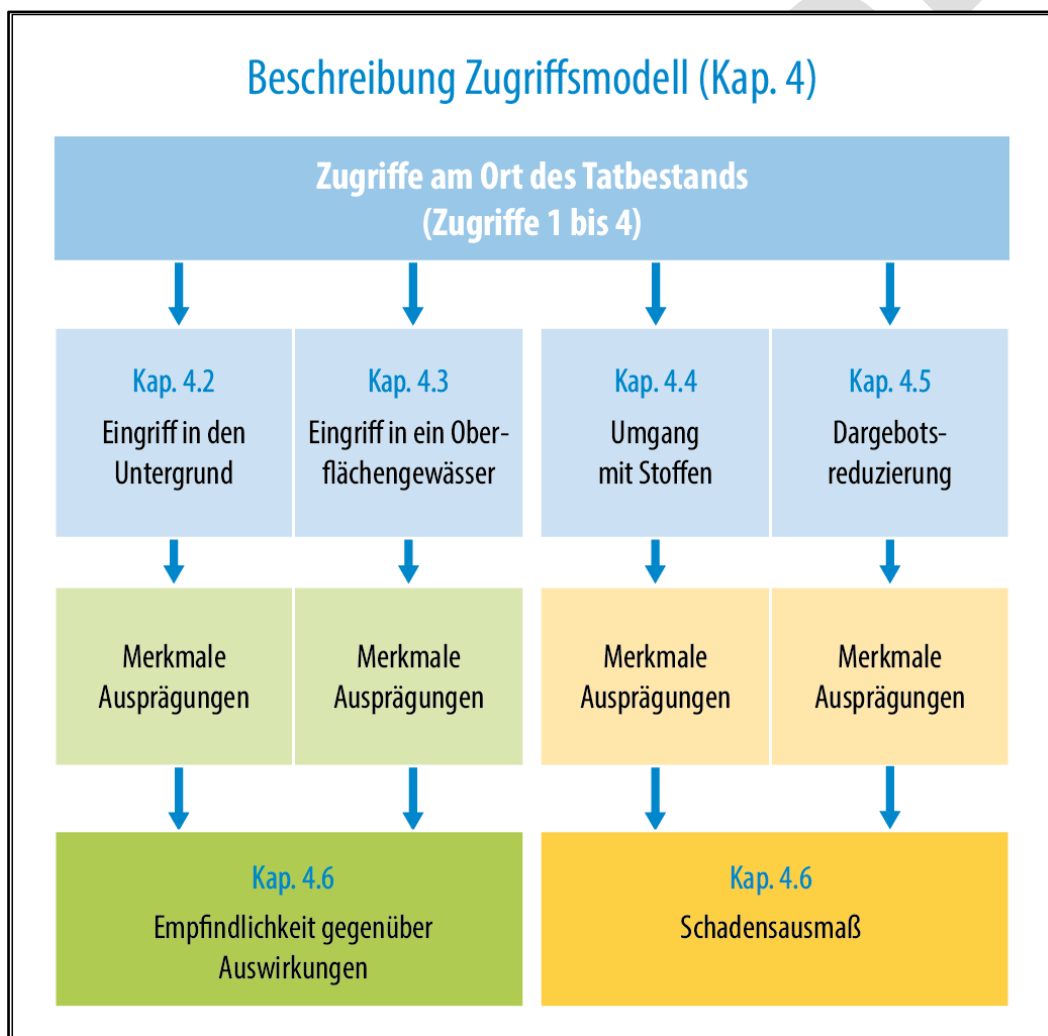 Beschreibung Zugriffsmodell (Kap. 4)
Zugriffe am Ort des Tatbestands
(Zugriffe 1 bis 4)
Kap. 4.2
Eingriff in den
Untergrund
Kap. 4.3
Eingriff in ein Ober-
flächengewässer
Kap. 4.4
Umgang
mit Stoffen
Kap. 4.5
Dargebots-
reduzierung
Merkmale
Ausprägungen
Merkmale
Ausprägungen
Merkmale
Ausprägungen
Merkmale
Ausprägungen
Kap. 4.6
Empfindlichkeit gegenüber
Auswirkungen
Kap. 4.6
Schadensausmaß